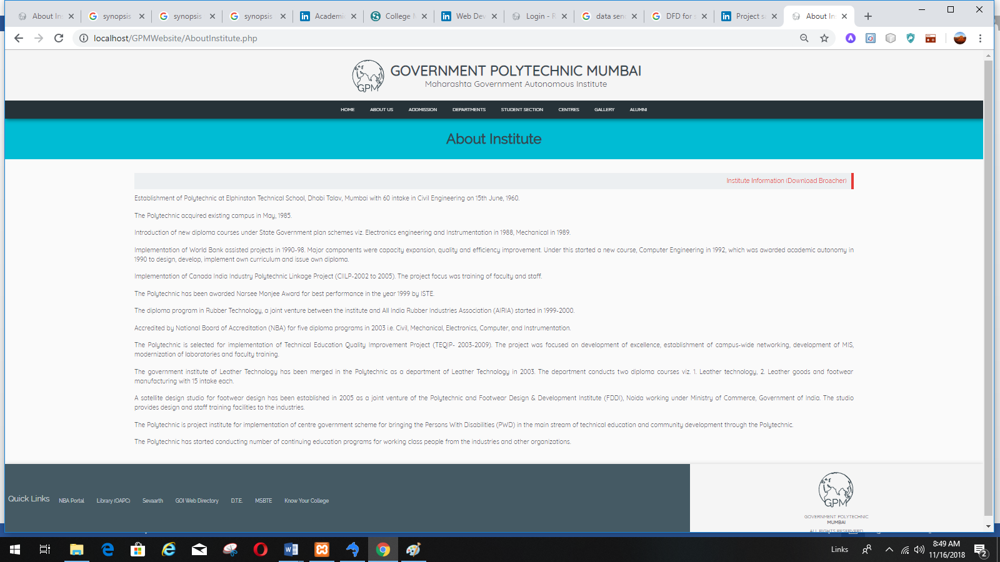 About In
synopsis
synopsis
synopsis
Academi
College M
Web Dev
Login - R
data sen
DFD for s
Project sa
About In
localhost/GPMWebsite/AboutInstitute.php
GPM
GOVERNMENT POLYTECHNIC MUMBAI
Maharashta Government Autonomous Institute
HOME ABOUT US ADDMISSION DEPARTMENTS STUDENT SECTION CENTRES GALLERY ALUMNI
About Institute
Institute Information (Download Broacher)
Establishment of Polytechnic at Elphinston Technical School, Dhobi Talav, Mumbai with 60 intake in Civil Engineering on 15th June, 1960.
The Polytechnic acquired existing campus in May, 1985.
Introduction of new diploma courses under State Government plan schemes viz. Electronics engineering and Instrumentation in 1988, Mechanical in 1989.
Implementation of World Bank assisted projects in 1990-98. Major components were capacity expansion, quality and efficiency improvement. Under this started a new course, Computer Engineering in 1992, which was awarded academic autonomy in
1990 to design, develop, implement own curriculum and issue own diploma.
Implementation of Canada India Industry Polytechnic Linkage Project (CIILP-2002 to 2005). The project focus was training of faculty and staff.
The Polytechnic has been awarded Narsee Monjee Award for best performance in the year 1999 by ISTE.
The diploma program in Rubber Technology, a joint venture between the institute and All India Rubber Industries Association (AIRIA) started in 1999-2000.
Accredited by National Board of Accreditation (NBA) for five diploma programs in 2003 i.e. Civil, Mechanical, Electronics, Computer, and Instrumentation.
The Polytechnic is selected for implementation of Technical Education Quality Improvement Project (TEQIP- 2003-2009). The project was focused on development of excellence, establishment of campus-wide networking, development of MIS,
modernization of laboratories and faculty training.
The government institute of Leather Technology has been merged in the Polytechnic as a department of Leather Technology in 2003. The department conducts two diploma courses viz. 1. Leather technology, 2. Leather goods and footwear
manufacturing with 15 intake each.
A satellite design studio for footwear design has been established in 2005 as a joint venture of the Polytechnic and Footwear Design & Development Institute (FDDI), Noida working under Ministry of Commerce, Government of India. The studio
provides design and staff training facilities to the industries.
The Polytechnic is project institute for implementation of centre government scheme for bringing the Persons With Disabilities (PWD) in the main stream of technical education and community development through the Polytechnic.
The Polytechnic has started conducting number of continuing education programs for working class people from the industries and other organizations.
Quick Links NBA Portal Library (OAPC) Sevaarth GOI Web Directory D.T.E. MSBTE Know Your College
GPM
GOVERNMENT POLYTECHNIC
MUMBAI
ALL RIGHTS RESERVERD
Links
8:49 AM
11/16/2018
2